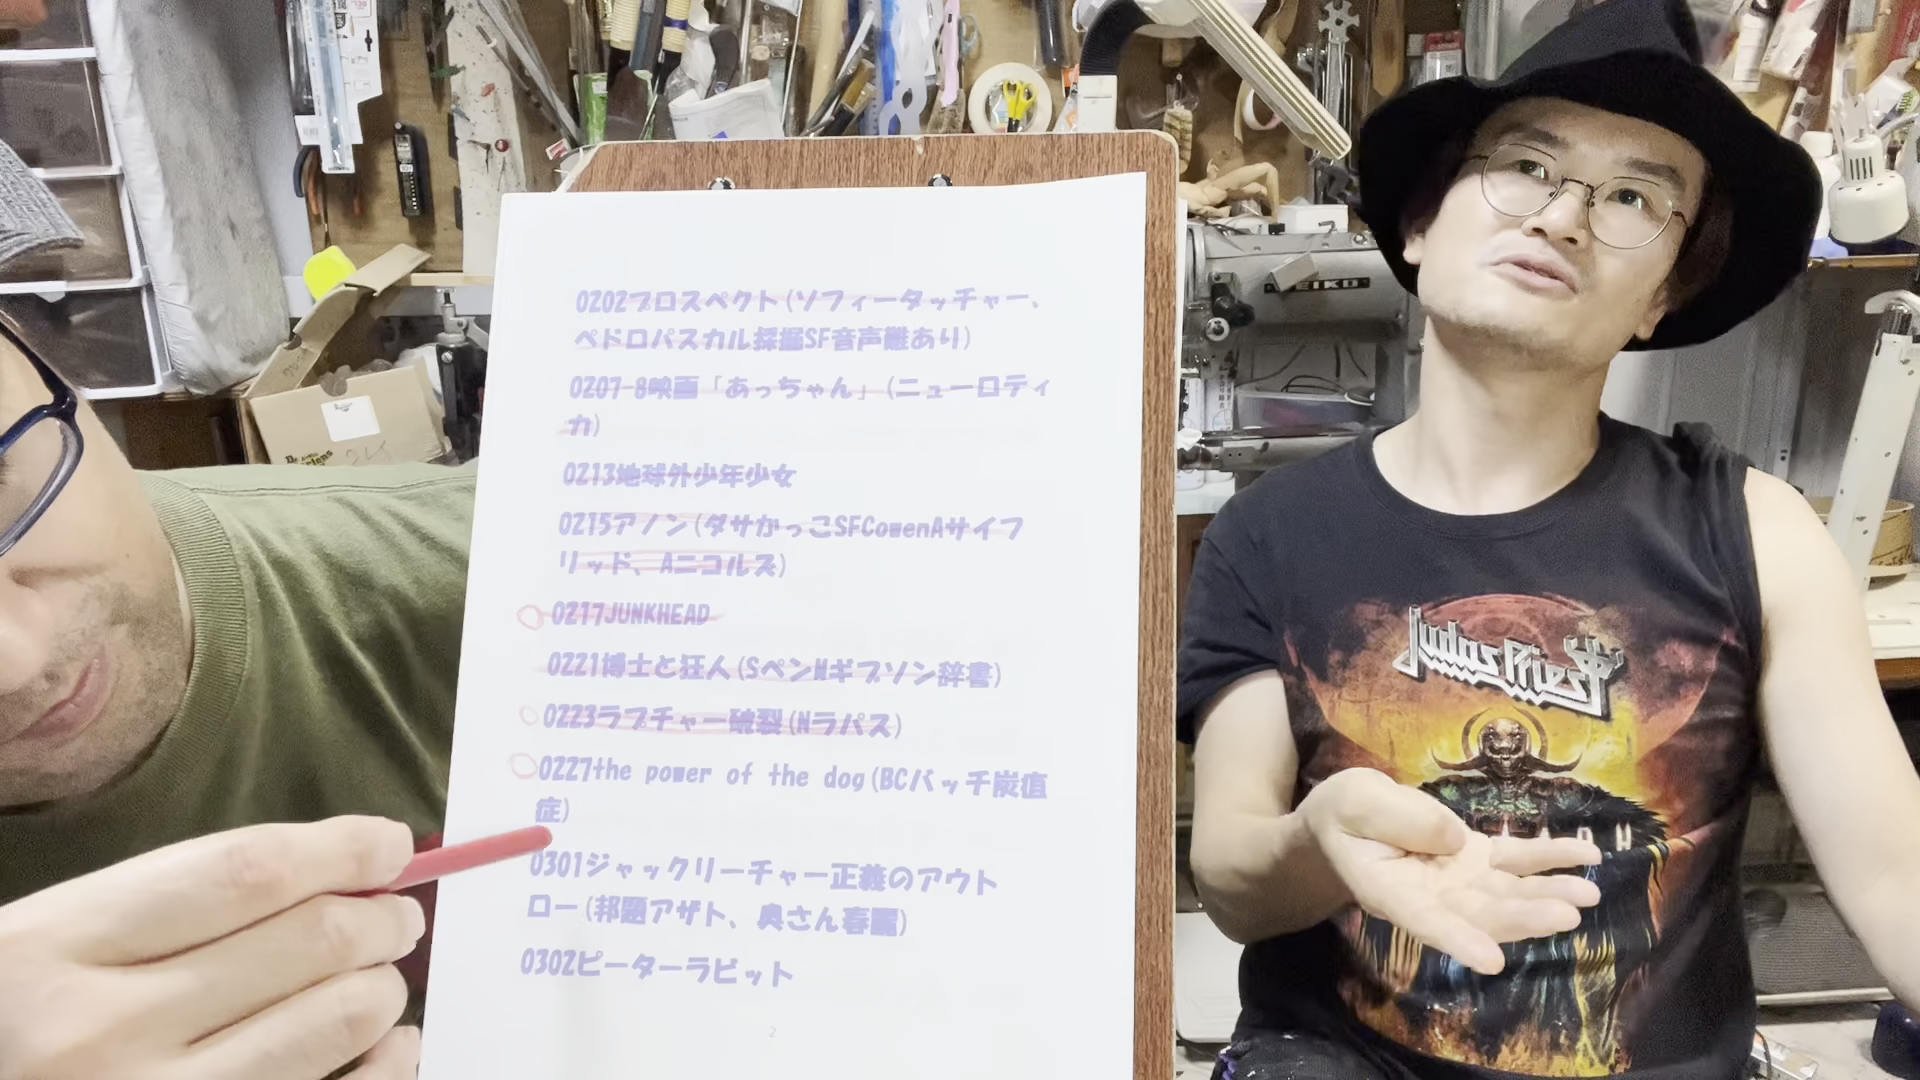 0202プロスペクト(ソフィータッチャー、
ペドロパスカル採掘SF音声難あり)
0207-8映画「あっちゃん」(ニューロティ
カ)
0213地球外少年少女
0215アノン(ダサかっこSFCowenAサイフ
リッド、Aニコルズ)
0217JUNKHEAD
0221博士と狂人(SペンMギブソン辞書)
0223ラプチャー破裂(Nラパス)
0227the power of the dog(BCバッチ炭疽
症)
0301ジャックリーチャー正義のアウト
ロー(邦題アザト、奥さん春麗)
0302ピーターラビット
2
Judas Priest